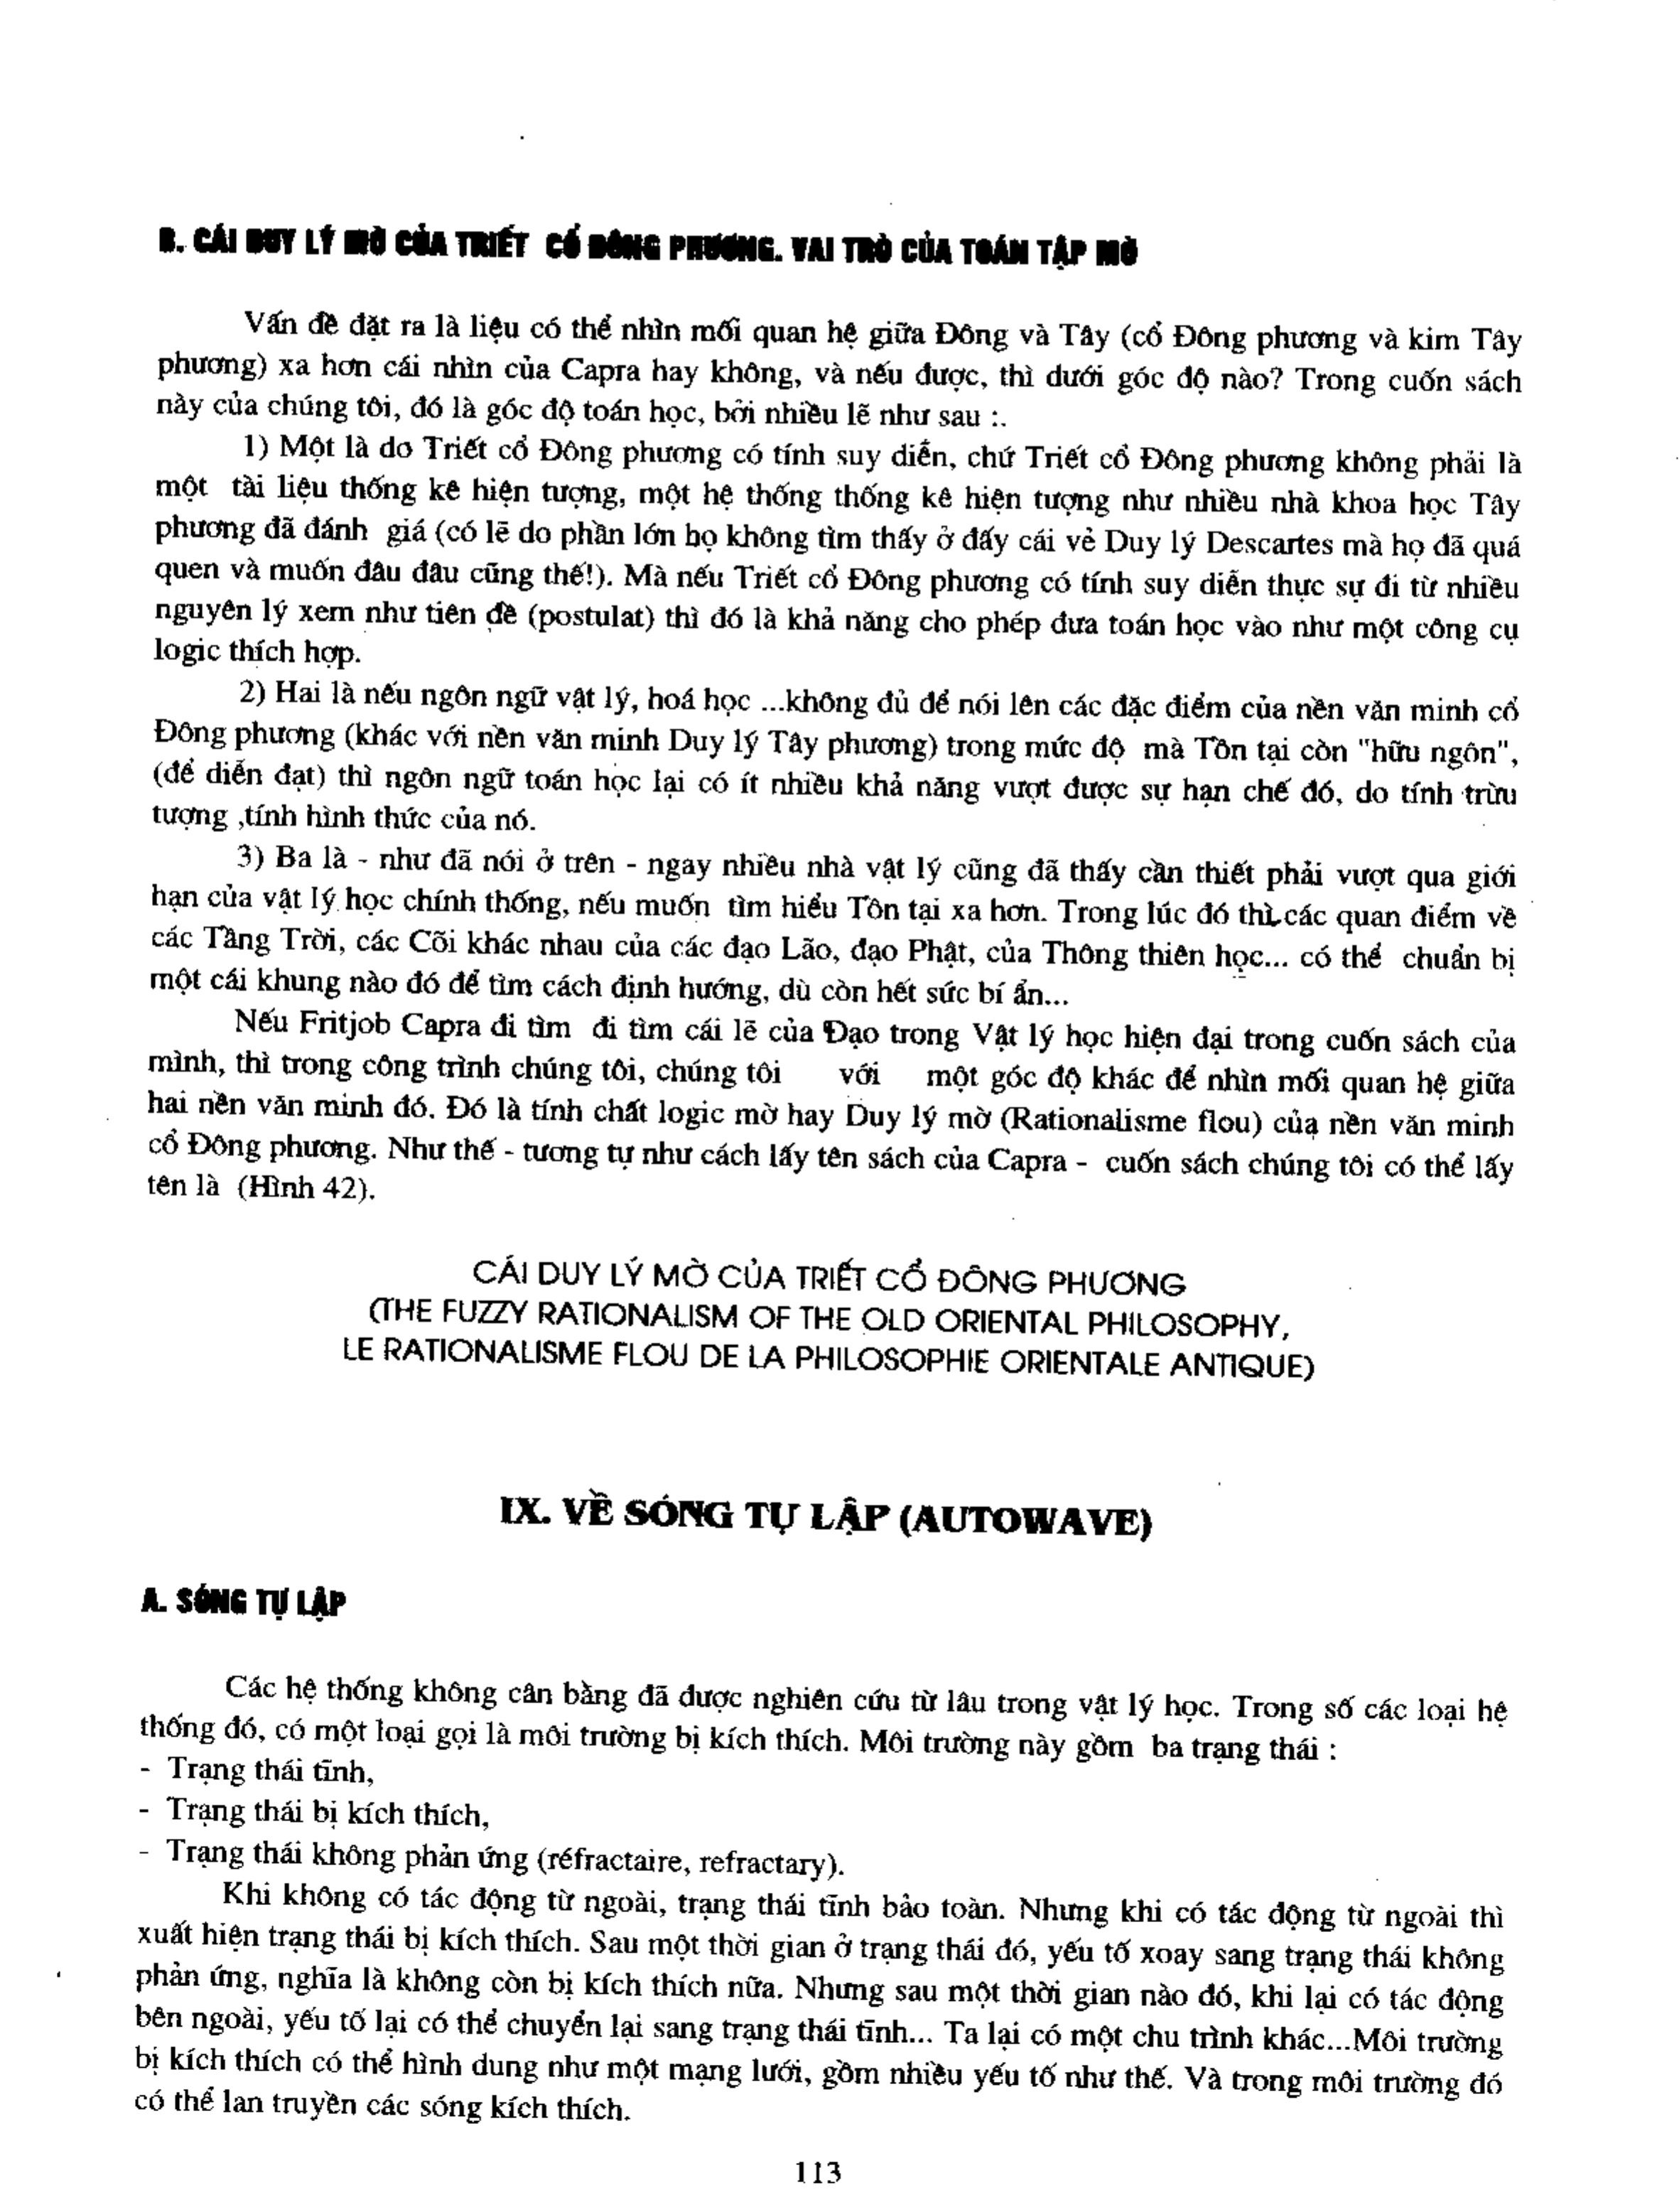 B. CÁI DUY LÝ MỜ CỦA TRIẾT CỔ ĐÔNG PHƯƠNG. VAI TRÒ CỦA TOÁN TẬP MỜ
Vấn đề đặt ra là liệu có thể nhìn mối quan hệ giữa Đông và Tây (cổ Đông phương và kim Tây
phương) xa hơn cái nhìn của Capra hay không, và nếu được, thì dưới góc độ nào? Trong cuốn sách
này của chúng tôi, đó là góc độ toán học, bởi nhiều lẽ như sau :.
1) Một là do Triết cổ Đông phương có tính suy diễn, chứ Triết cổ Đông phương không phải là
một tài liệu thống kê hiện tượng, một hệ thống thống kê hiện tượng như nhiều nhà khoa học Tây
phương đã đánh giá (có lẽ do phần lớn họ không tìm thấy ở đấy cái vẻ Duy lý Descartes mà họ đã quá
quen và muốn đâu đâu cũng thế!). Mà nếu Triết cổ Đông phương có tính suy diễn thực sự đi từ nhiều
nguyên lý xem như tiên đề (postulat) thì đó là khả năng cho phép đưa toán học vào như một công cụ
logic thích hợp.
2) Hai là nếu ngôn ngữ vật lý, hoá học ...không đủ để nói lên các đặc điểm của nền văn minh cổ
Đông phương (khác với nền văn minh Duy lý Tây phương) trong mức độ mà Tồn tại còn "hữu ngôn",
(để diễn đạt) thì ngôn ngữ toán học lại có ít nhiều khả năng vượt được sự hạn chế đó, do tính trừu
tượng ,tính hình thức của nó.
3) Ba là - như đã nói ở trên - ngay nhiều nhà vật lý cũng đã thấy cần thiết phải vượt qua giới
hạn của vật lý học chính thống, nếu muốn tìm hiểu Tồn tại xa hơn. Trong lúc đó thì các quan điểm về
các Tầng Trời, các Cõi khác nhau của các đạo Lão, đạo Phật, của Thông thiên học... có thể chuẩn bị
một cái khung nào đó để tìm cách định hướng, dù còn hết sức bí ẩn...
Nếu Fritjob Capra đi tìm đi tìm cái lẽ của Đạo trong Vật lý học hiện đại trong cuốn sách của
mình, thì trong công trình chúng tôi, chúng tôi với một góc độ khác để nhìn mối quan hệ giữa
hai nền văn minh đó. Đó là tính chất logic mờ hay Duy lý mờ (Rationalisme flou) của nền văn minh
cổ Đông phương. Như thế - tương tự như cách lấy tên sách của Capra - cuốn sách chúng tôi có thể lấy
tên là (Hình 42).
CÁI DUY LÝ MỜ CỦA TRIẾT CỔ ĐÔNG PHƯƠNG
(THE FUZZY RATIONALISM OF THE OLD ORIENTAL PHILOSOPHY,
LE RATIONALISME FLOU DE LA PHILOSOPHIE ORIENTALE ANTIQUE)
IX. VỀ SÓNG TỰ LẬP (AUTOWAVE)
A. SÓNG TỰ LẬP
Các hệ thống không cân bằng đã được nghiên cứu từ lâu trong vật lý học. Trong số các loại hệ
thống đó, có một loại gọi là môi trường bị kích thích. Môi trường này gồm ba trạng thái :
- Trạng thái tĩnh,
- Trạng thái bị kích thích,
- Trạng thái không phản ứng (réfractaire, refractary).
Khi không có tác động từ ngoài, trạng thái tĩnh bảo toàn. Nhưng khi có tác động từ ngoài thì
xuất hiện trạng thái bị kích thích. Sau một thời gian ở trạng thái đó, yếu tố xoay sang trạng thái không
phản ứng, nghĩa là không còn bị kích thích nữa. Nhưng sau một thời gian nào đó, khi lại có tác động
bên ngoài, yếu tố lại có thể chuyển lại sang trạng thái tĩnh... Ta lại có một chu trình khác...Môi trường
bị kích thích có thể hình dung như một mạng lưới, gồm nhiều yếu tố như thế. Và trong môi trường đó
có thể lan truyền các sóng kích thích.
113